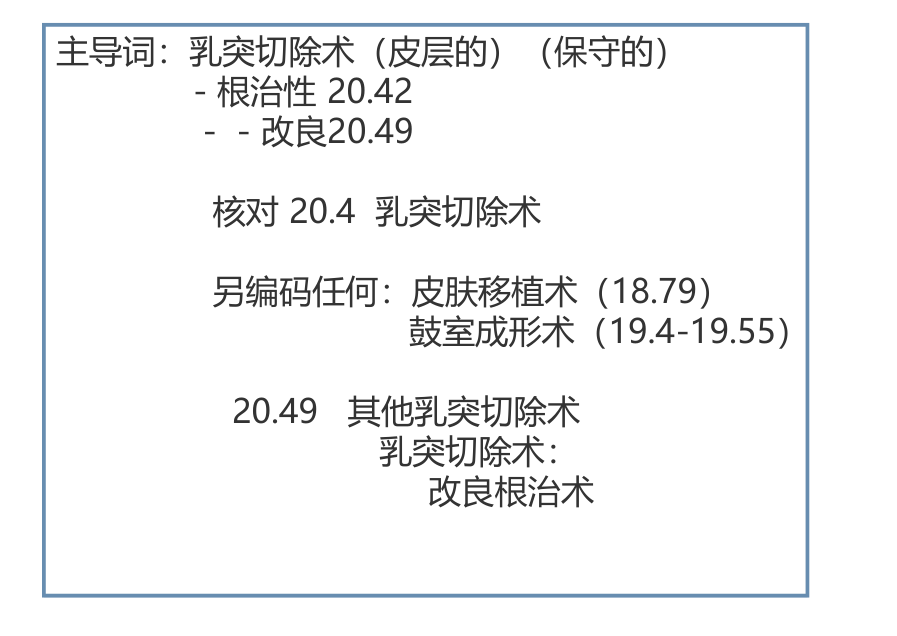 主导词：乳突切除术（皮层的）（保守的）
- 根治性 20.42
- - 改良20.49
核对 20.4 乳突切除术
另编码任何：皮肤移植术（18.79）
鼓室成形术（19.4-19.55）
20.49 其他乳突切除术
乳突切除术：
改良根治术